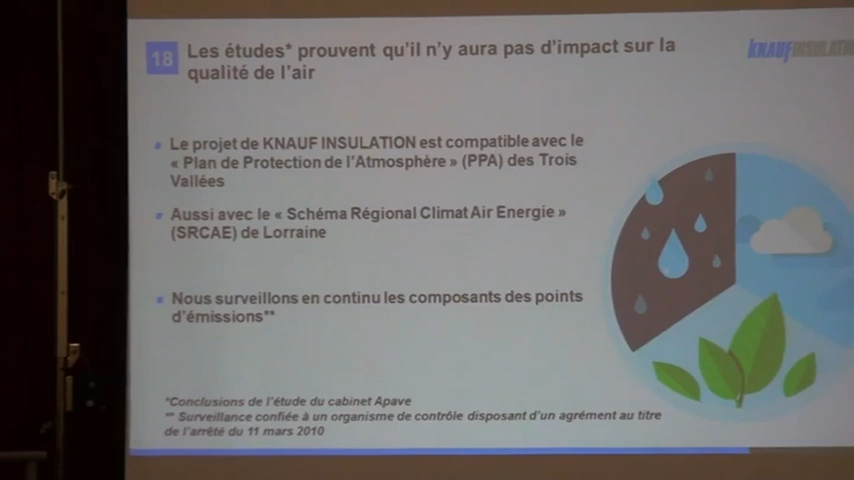 18
Les études* prouvent qu'il n'y aura pas d'impact sur la
qualité de l'air
KNAUF INSULATION
Le projet de KNAUF INSULATION est compatible avec le
« Plan de Protection de l'Atmosphère » (PPA) des Trois
Vallées
Aussi avec le « Schéma Régional Climat Air Energie »
(SRCAE) de Lorraine
Nous surveillons en continu les composants des points
d'émissions**
*Conclusions de l'étude du cabinet Apave
** Surveillance confiée à un organisme de contrôle disposant d'un agrément au titre
de l'arrêté du 11 mars 2010